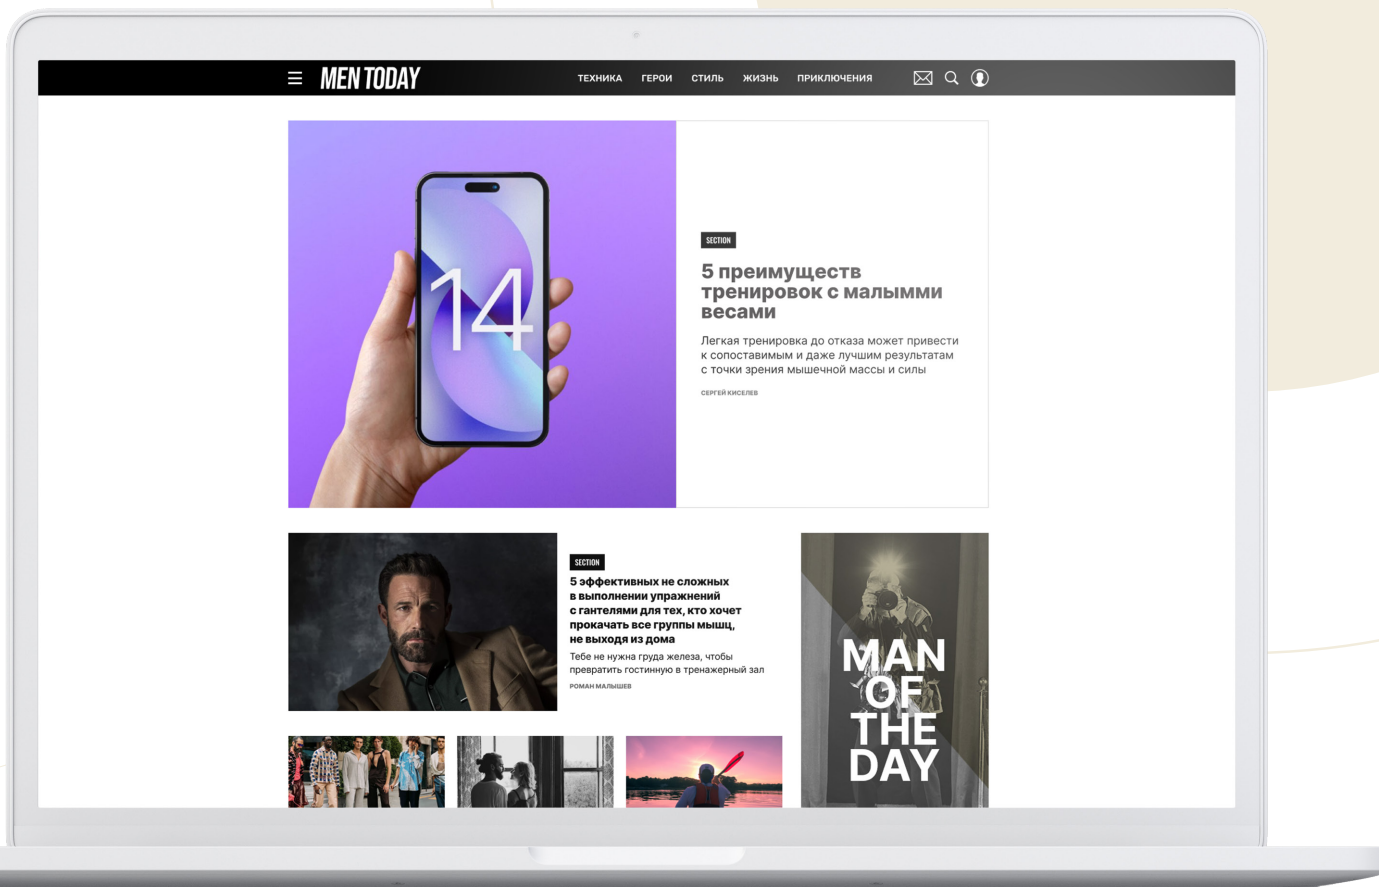 MEN TODAY
ТЕХНИКА ГЕРОИ СТИЛЬ ЖИЗНЬ ПРИКЛЮЧЕНИЯ
14
SECTION
5 преимуществ
тренировок с малымми
весами
Легкая тренировка до отказа может привести
к сопоставимым и даже лучшим результатам
с точки зрения мышечной массы и силы
СЕРГЕЙ КИСЕЛЕВ
SECTION
5 эффективных не сложных
в выполнении упражнений
с гантелями для тех, кто хочет
прокачать все группы мышц,
не выходя из дома
Тебе не нужна груда железа, чтобы
превратить гостинную в тренажерный зал
РОМАН МАЛЫШЕВ
MAN
OF
THE
DAY